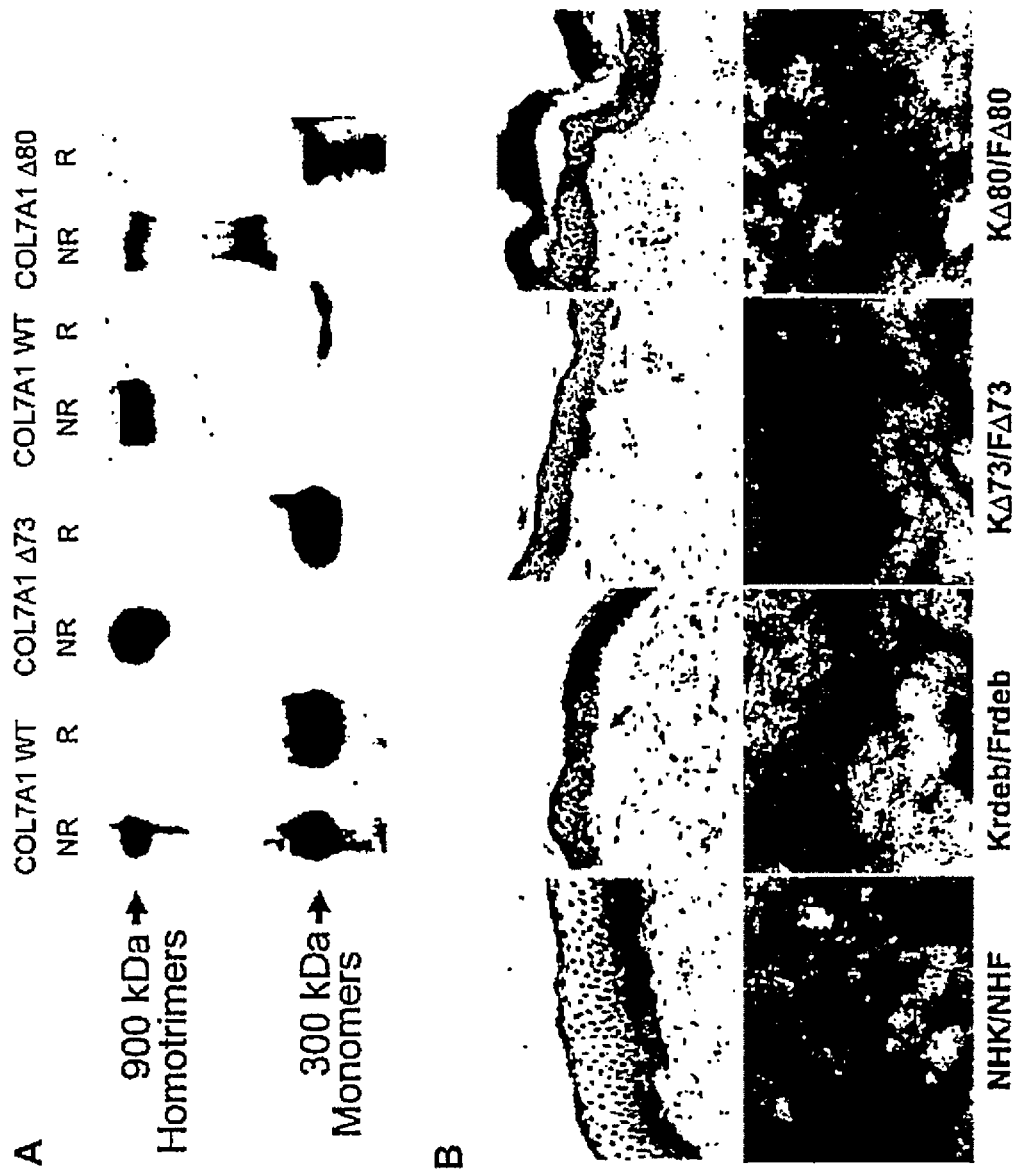 A
COL7A1 WT COL7A1 Δ73 COL7A1 WT COL7A1 Δ80
NR R NR R NR R NR R
900 kDa
Homotrimers
300 kDa
Monomers
B
NHK/NHF Krdeb/Frdeb KΔ73/FΔ73 KΔ80/FΔ80